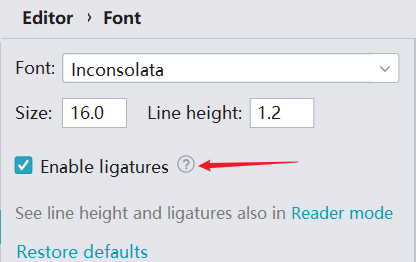 Editor › Font
Font: Inconsolata
Size: 16.0 Line height: 1.2
Enable ligatures ?
See line height and ligatures also in Reader mode
Restore defaults